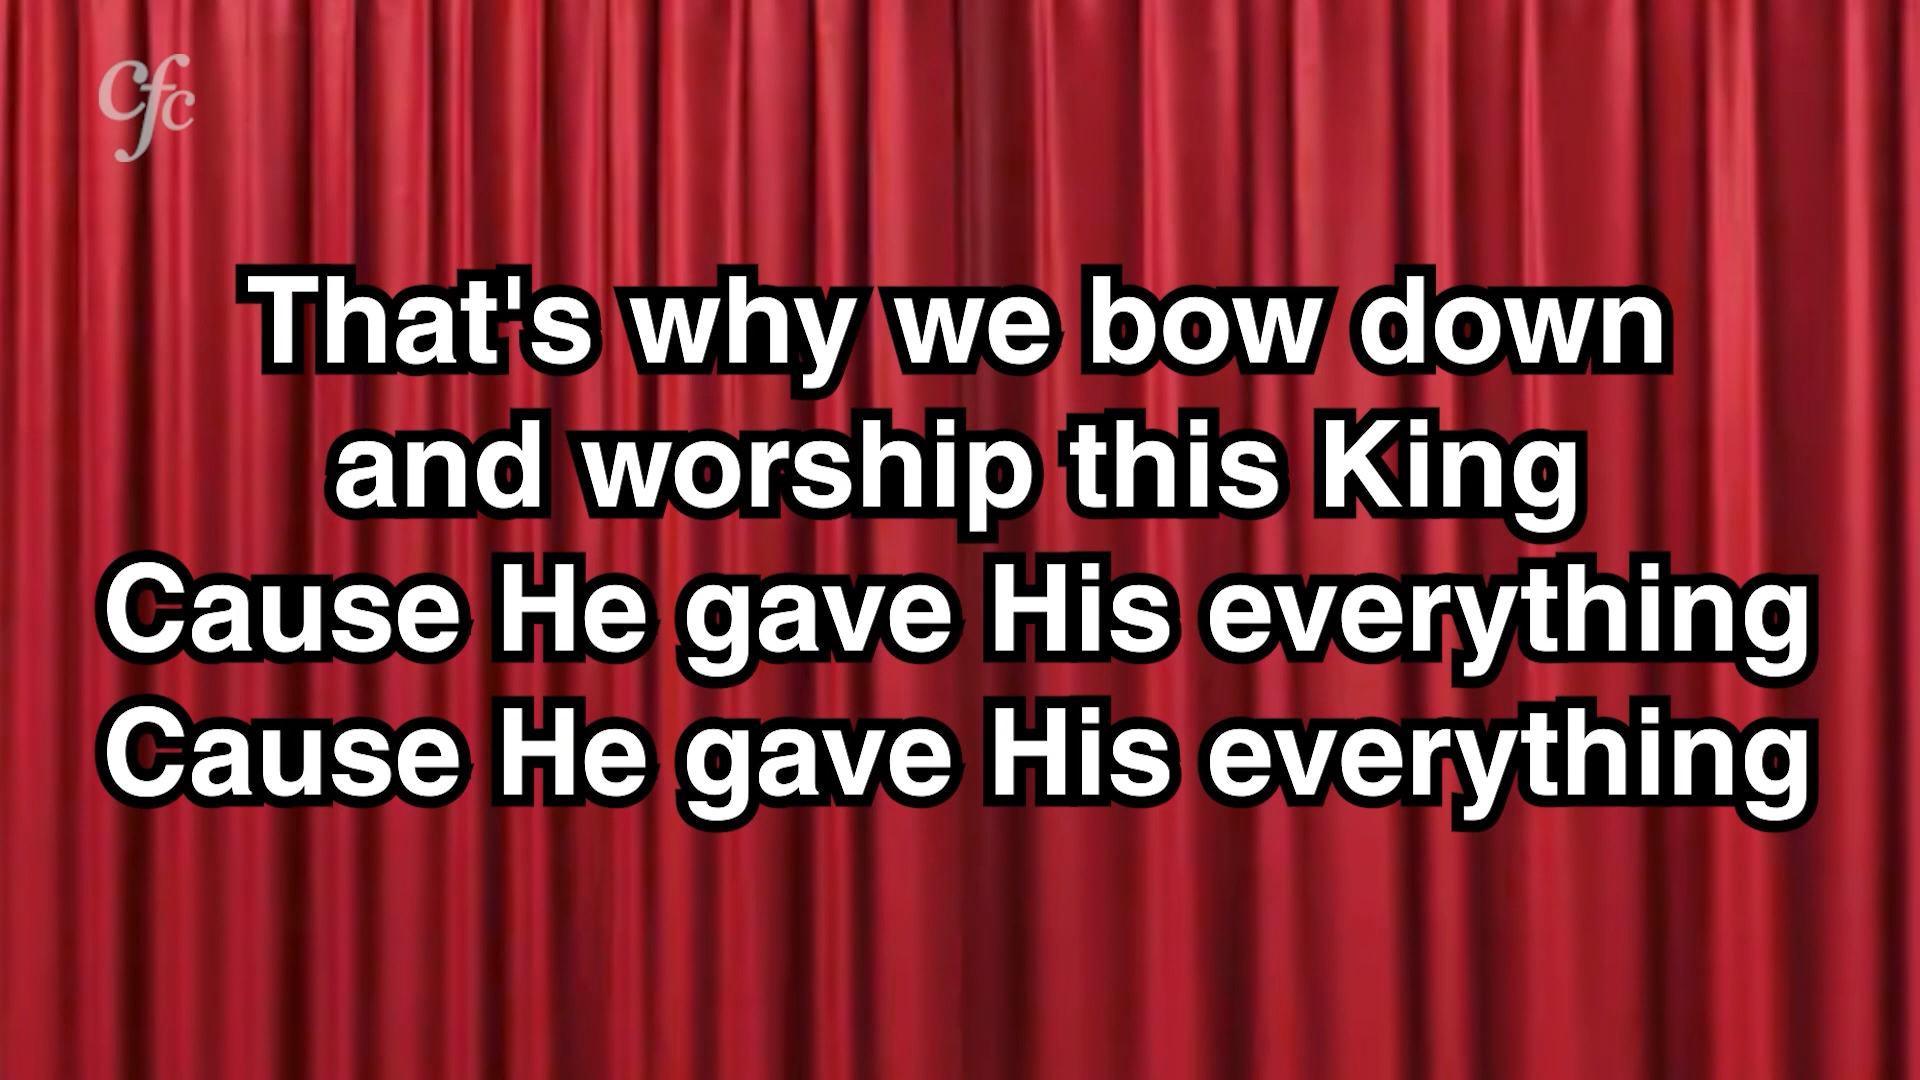 cfc
That's why we bow down
and worship this King
Cause He gave His everything
Cause He gave His everything